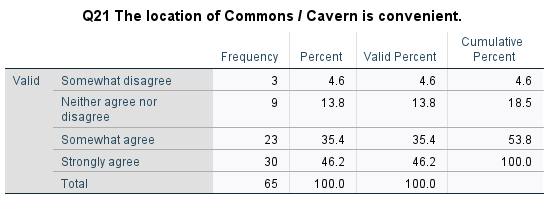 Q21 The location of Commons / Cavern is convenient.
Frequency Percent Valid Percent Cumulative Percent
Valid Somewhat disagree 3 4.6 4.6 4.6
Neither agree nor disagree 9 13.8 13.8 18.5
Somewhat agree 23 35.4 35.4 53.8
Strongly agree 30 46.2 46.2 100.0
Total 65 100.0 100.0